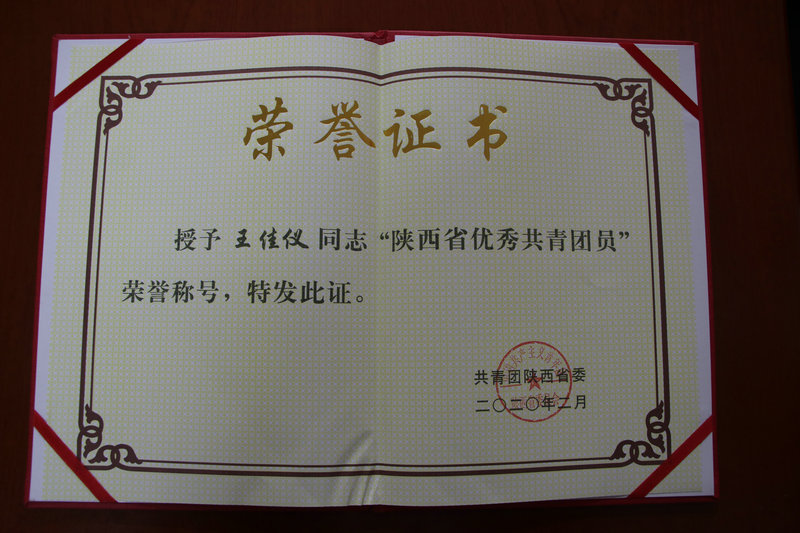 荣誉证书
授予 王佳仪 同志“陕西省优秀共青团员”
荣誉称号，特发此证。
共青团陕西省委
二〇二〇年二月